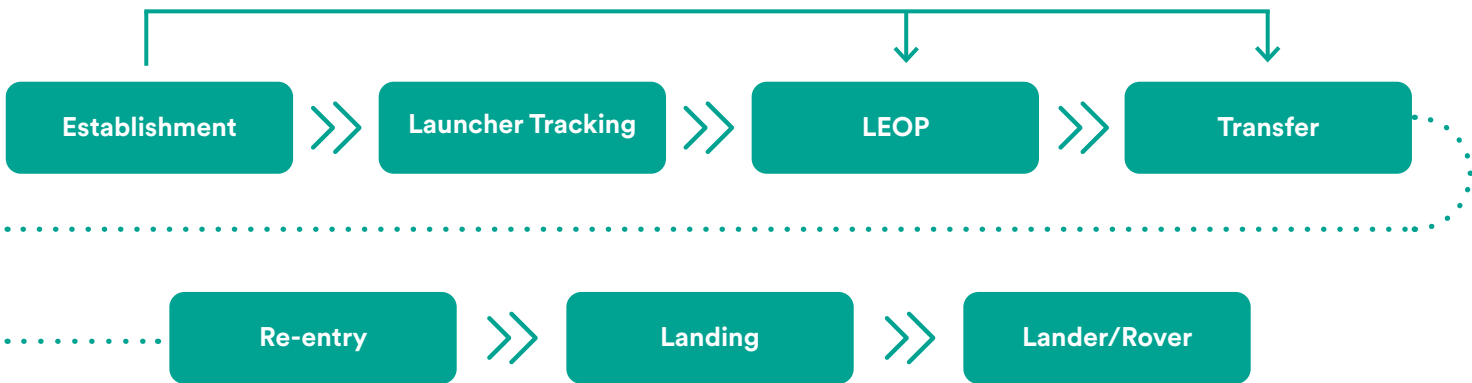 Establishment
Launcher Tracking
LEOP
Transfer
Re-entry
Landing
Lander/Rover